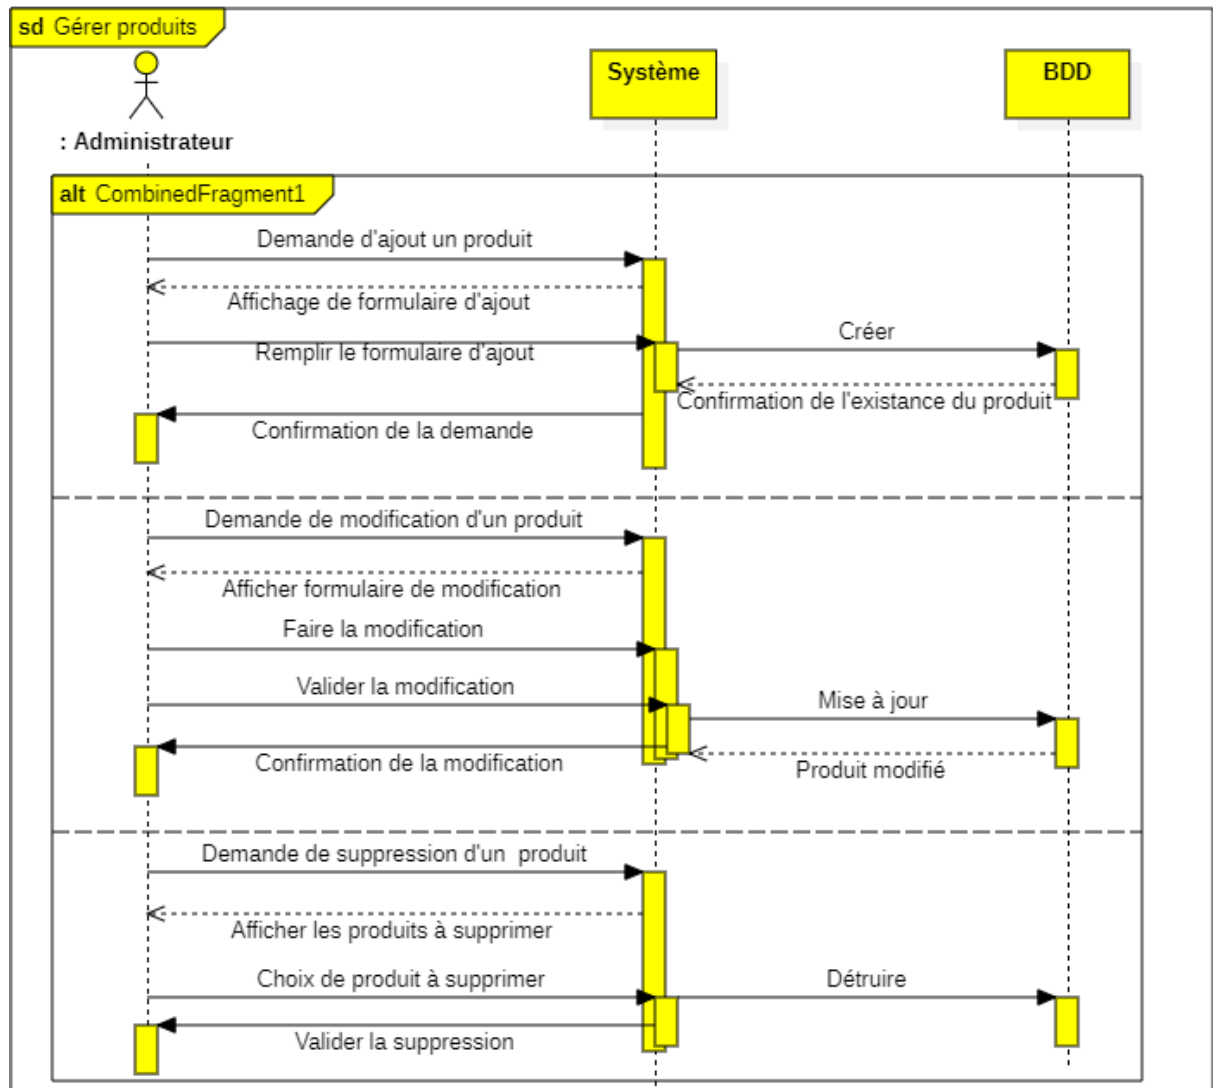 sd Gérer produits
: Administrateur
Système
BDD
alt CombinedFragment1
Demande d'ajout un produit
Affichage de formulaire d'ajout
Remplir le formulaire d'ajout
Créer
Confirmation de l'existance du produit
Confirmation de la demande
Demande de modification d'un produit
Afficher formulaire de modification
Faire la modification
Valider la modification
Mise à jour
Confirmation de la modification
Produit modifié
Demande de suppression d'un produit
Afficher les produits à supprimer
Choix de produit à supprimer
Détruire
Valider la suppression